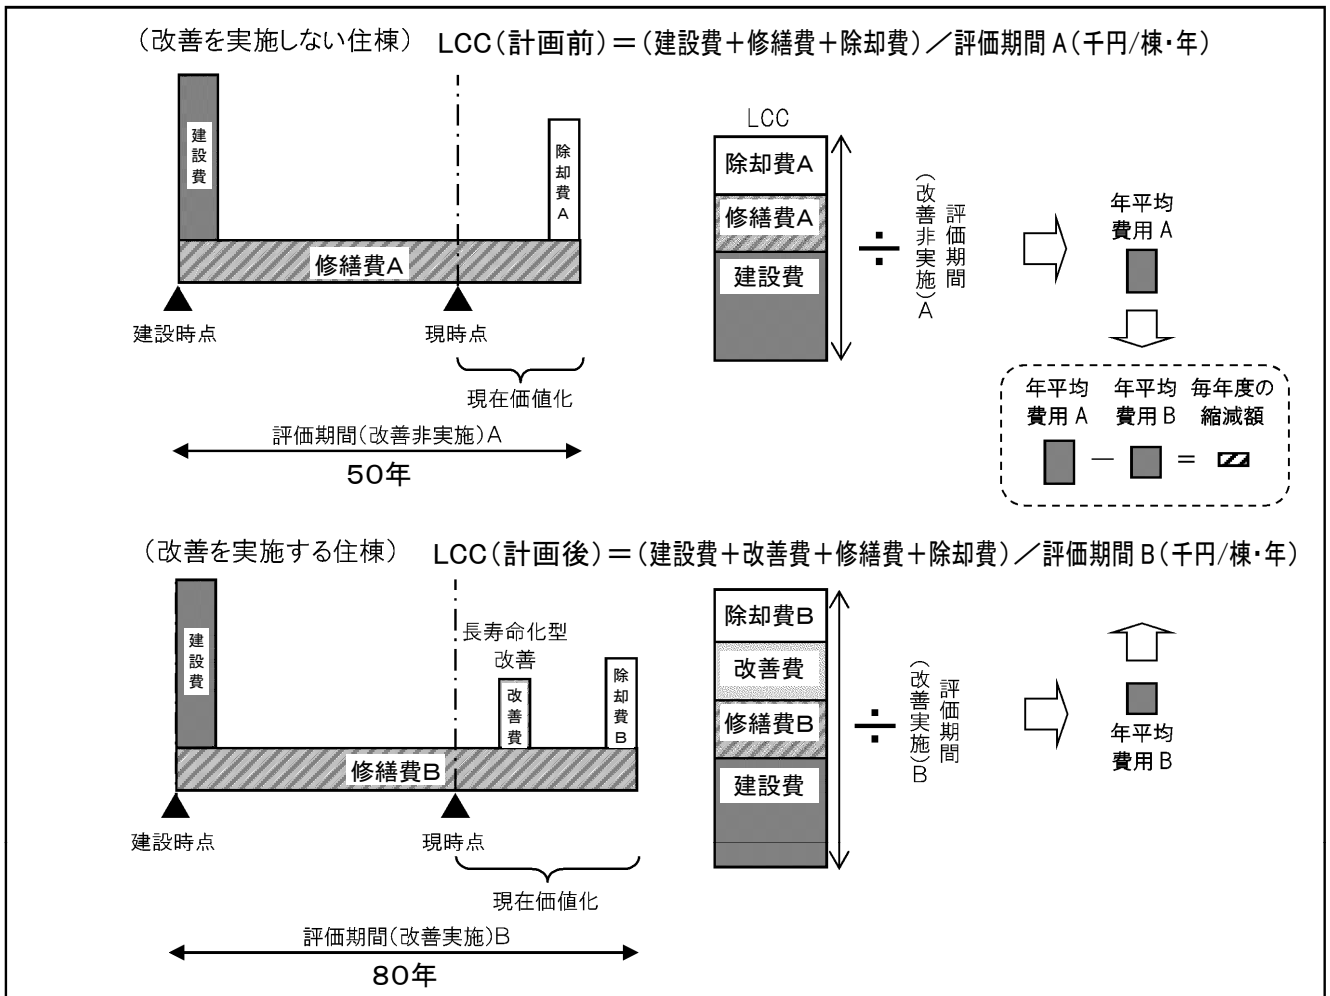 (改善を実施しない住棟) LCC(計画前)=(建設費+修繕費+除却費)/評価期間A(千円/棟・年)
建設費
除却費A
修繕費A
建設時点
現時点
現在価値化
評価期間(改善非実施)A
50年
LCC
除却費A
修繕費A
建設費
÷
評価期間
(改善非実施)A
年平均
費用A
年平均
費用A
年平均
費用B
毎年度の
縮減額
― =
(改善を実施する住棟) LCC(計画後)=(建設費+改善費+修繕費+除却費)/評価期間B(千円/棟・年)
建設費
長寿命化型
改善
改善費
除却費B
修繕費B
建設時点
現時点
現在価値化
評価期間(改善実施)B
80年
除却費B
改善費
修繕費B
建設費
÷
評価期間
(改善実施)B
年平均
費用B